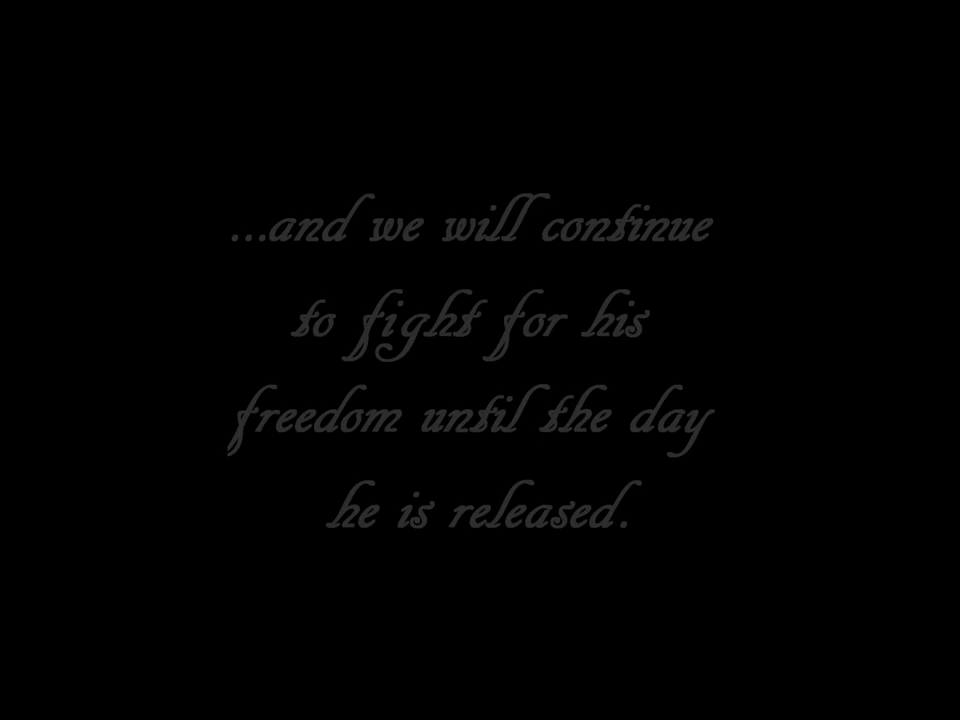 ...and we will continue
to fight for his
freedom until the day
he is released.